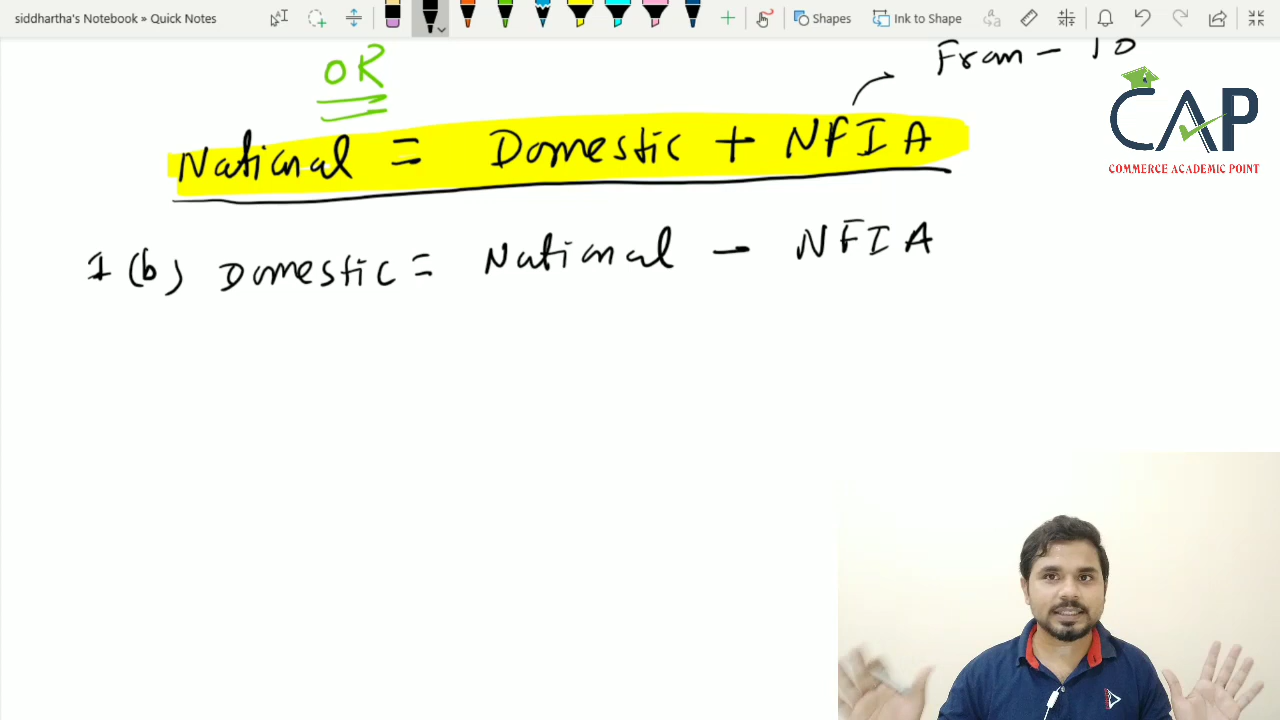 siddhartha's Notebook » Quick Notes
Shapes
Ink to Shape
OR
From - 10
CAP
COMMERCE ACADEMIC POINT
National = Domestic + NFIA
1 (b) Domestic = National - NFIA